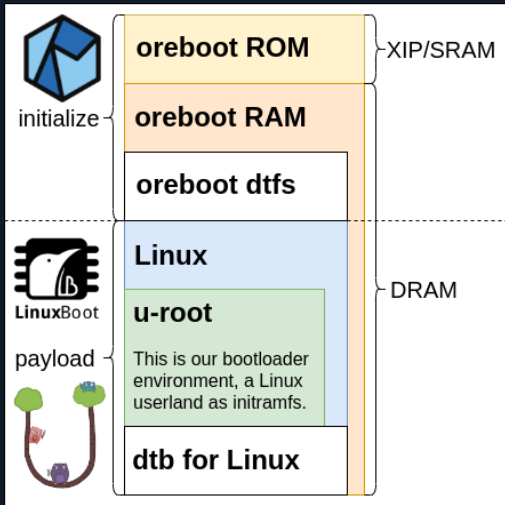 oreboot ROM
XIP/SRAM
initialize
oreboot RAM
oreboot dtfs
Linux
LinuxBoot
DRAM
u-root
payload
This is our bootloader
environment, a Linux
userland as initramfs.
dtb for Linux